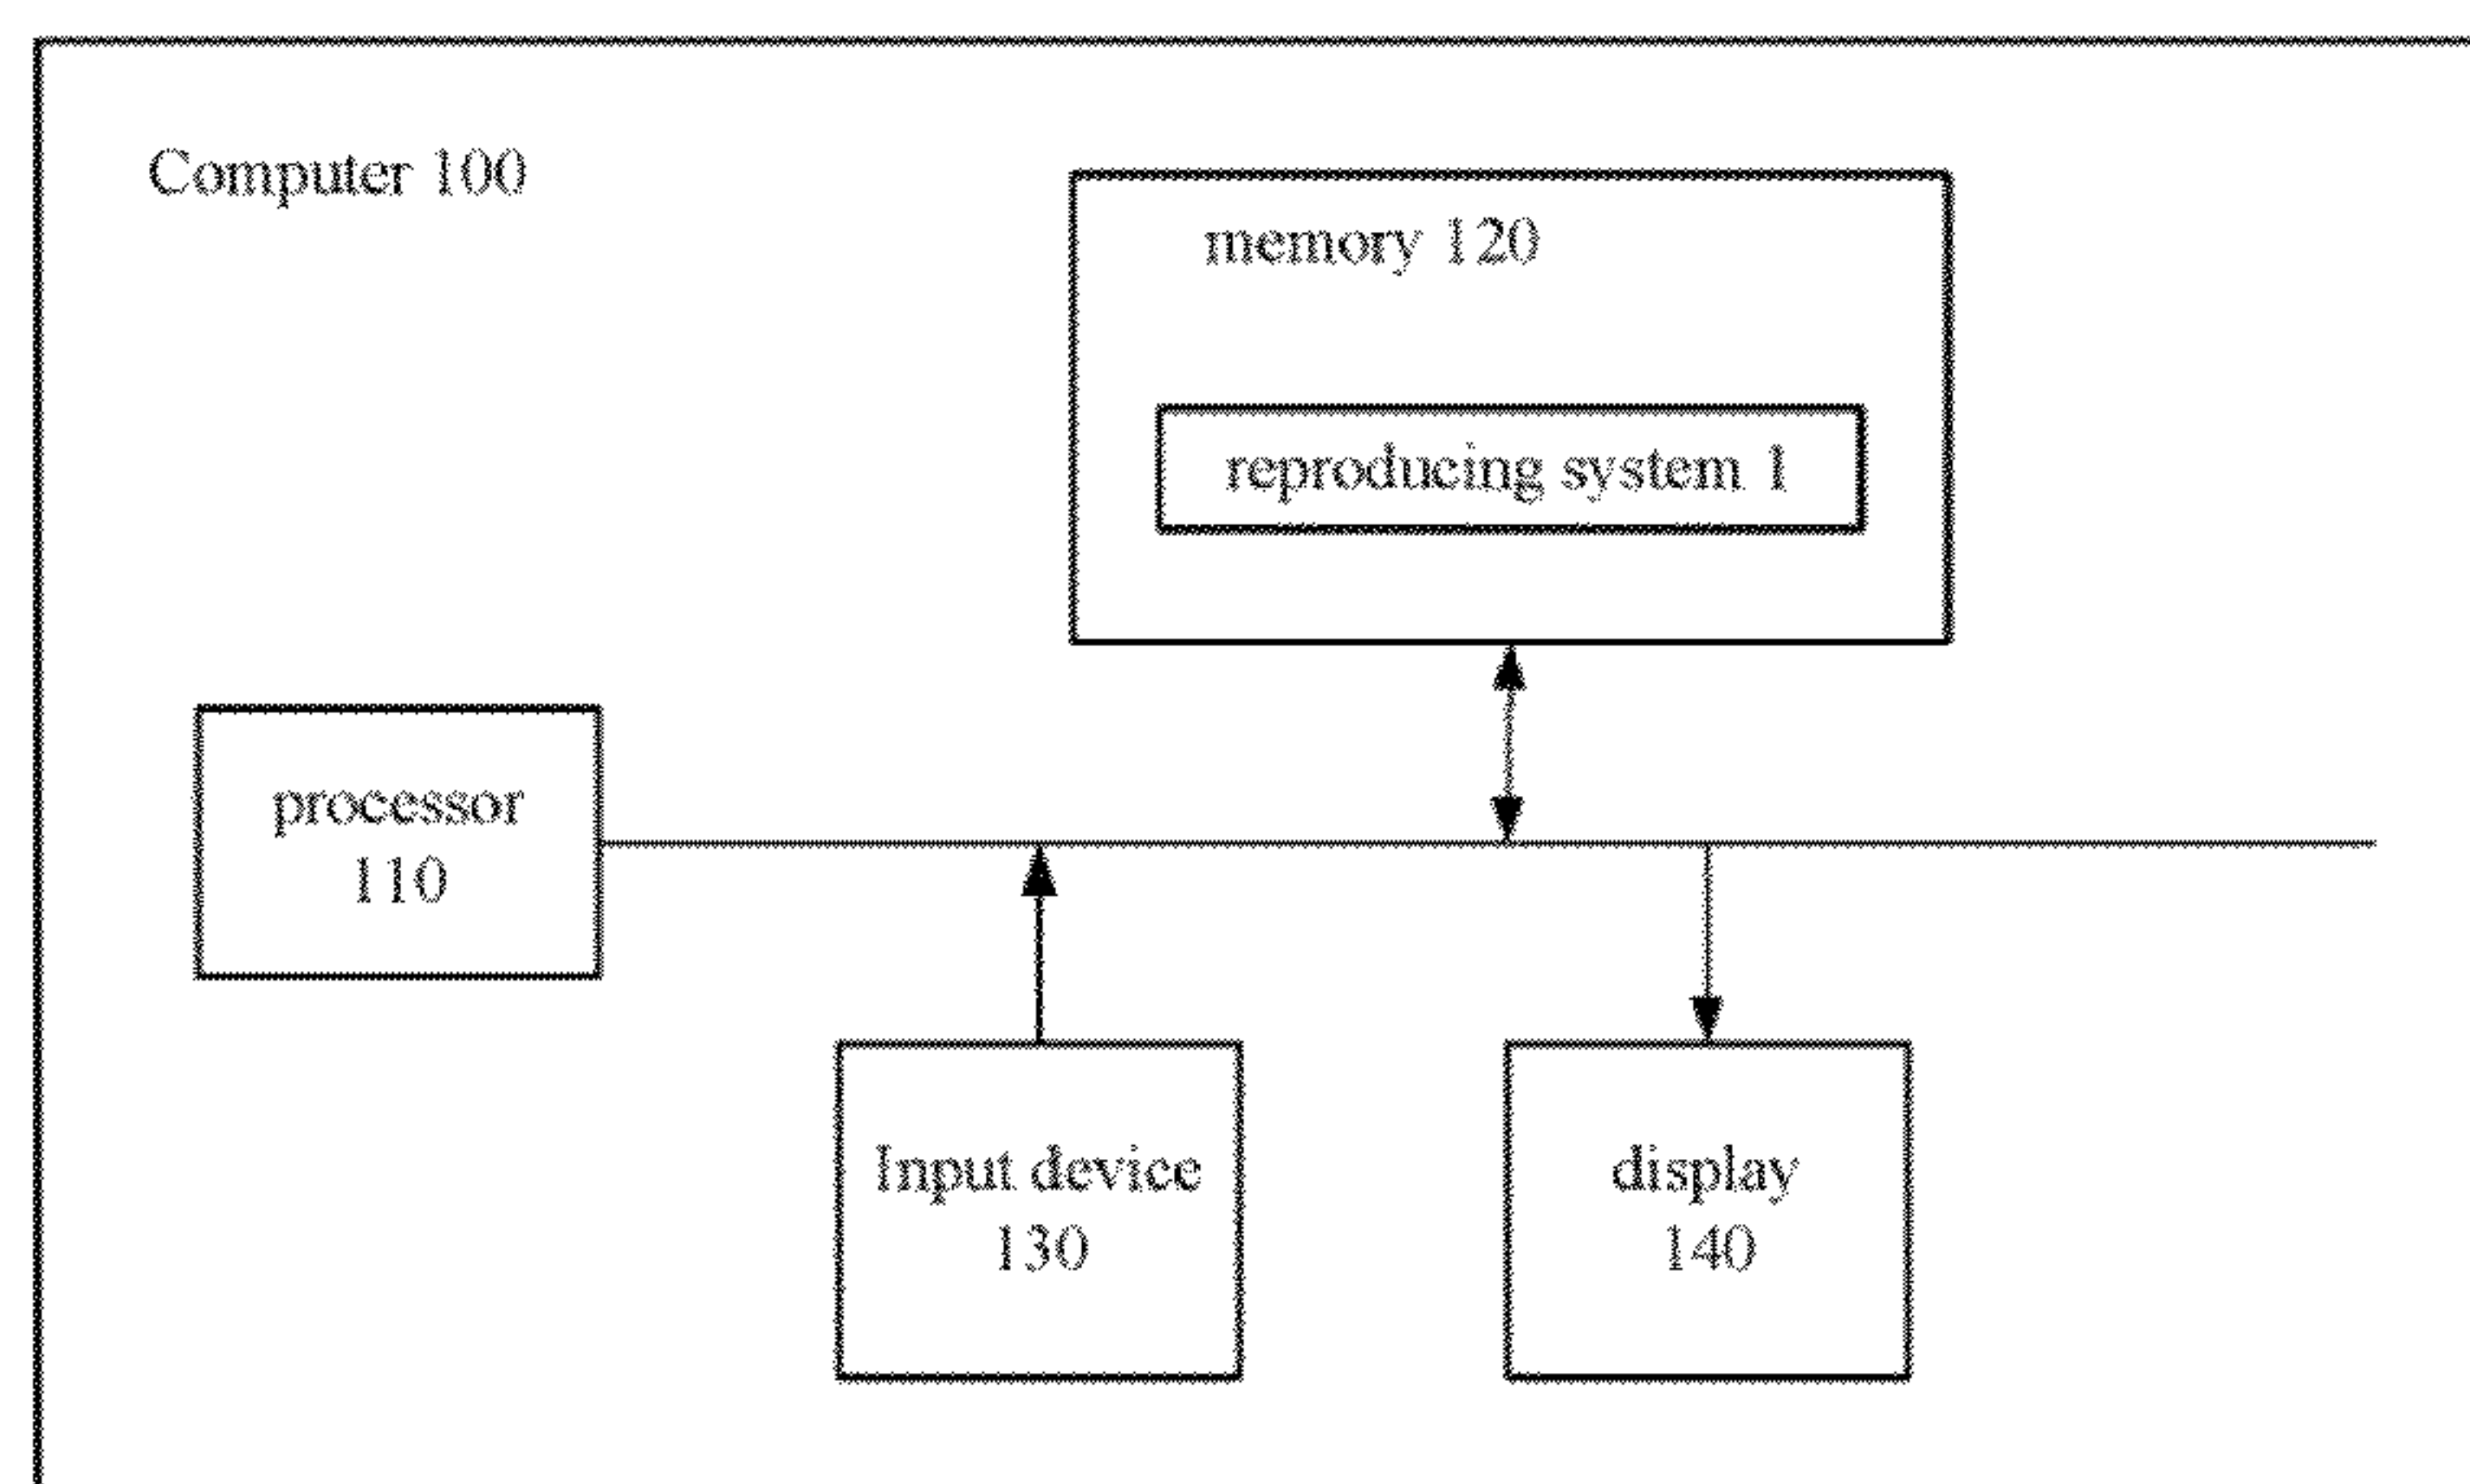 Computer 100
memory 120
reproducing system 1
processor
110
Input device
130
display
140